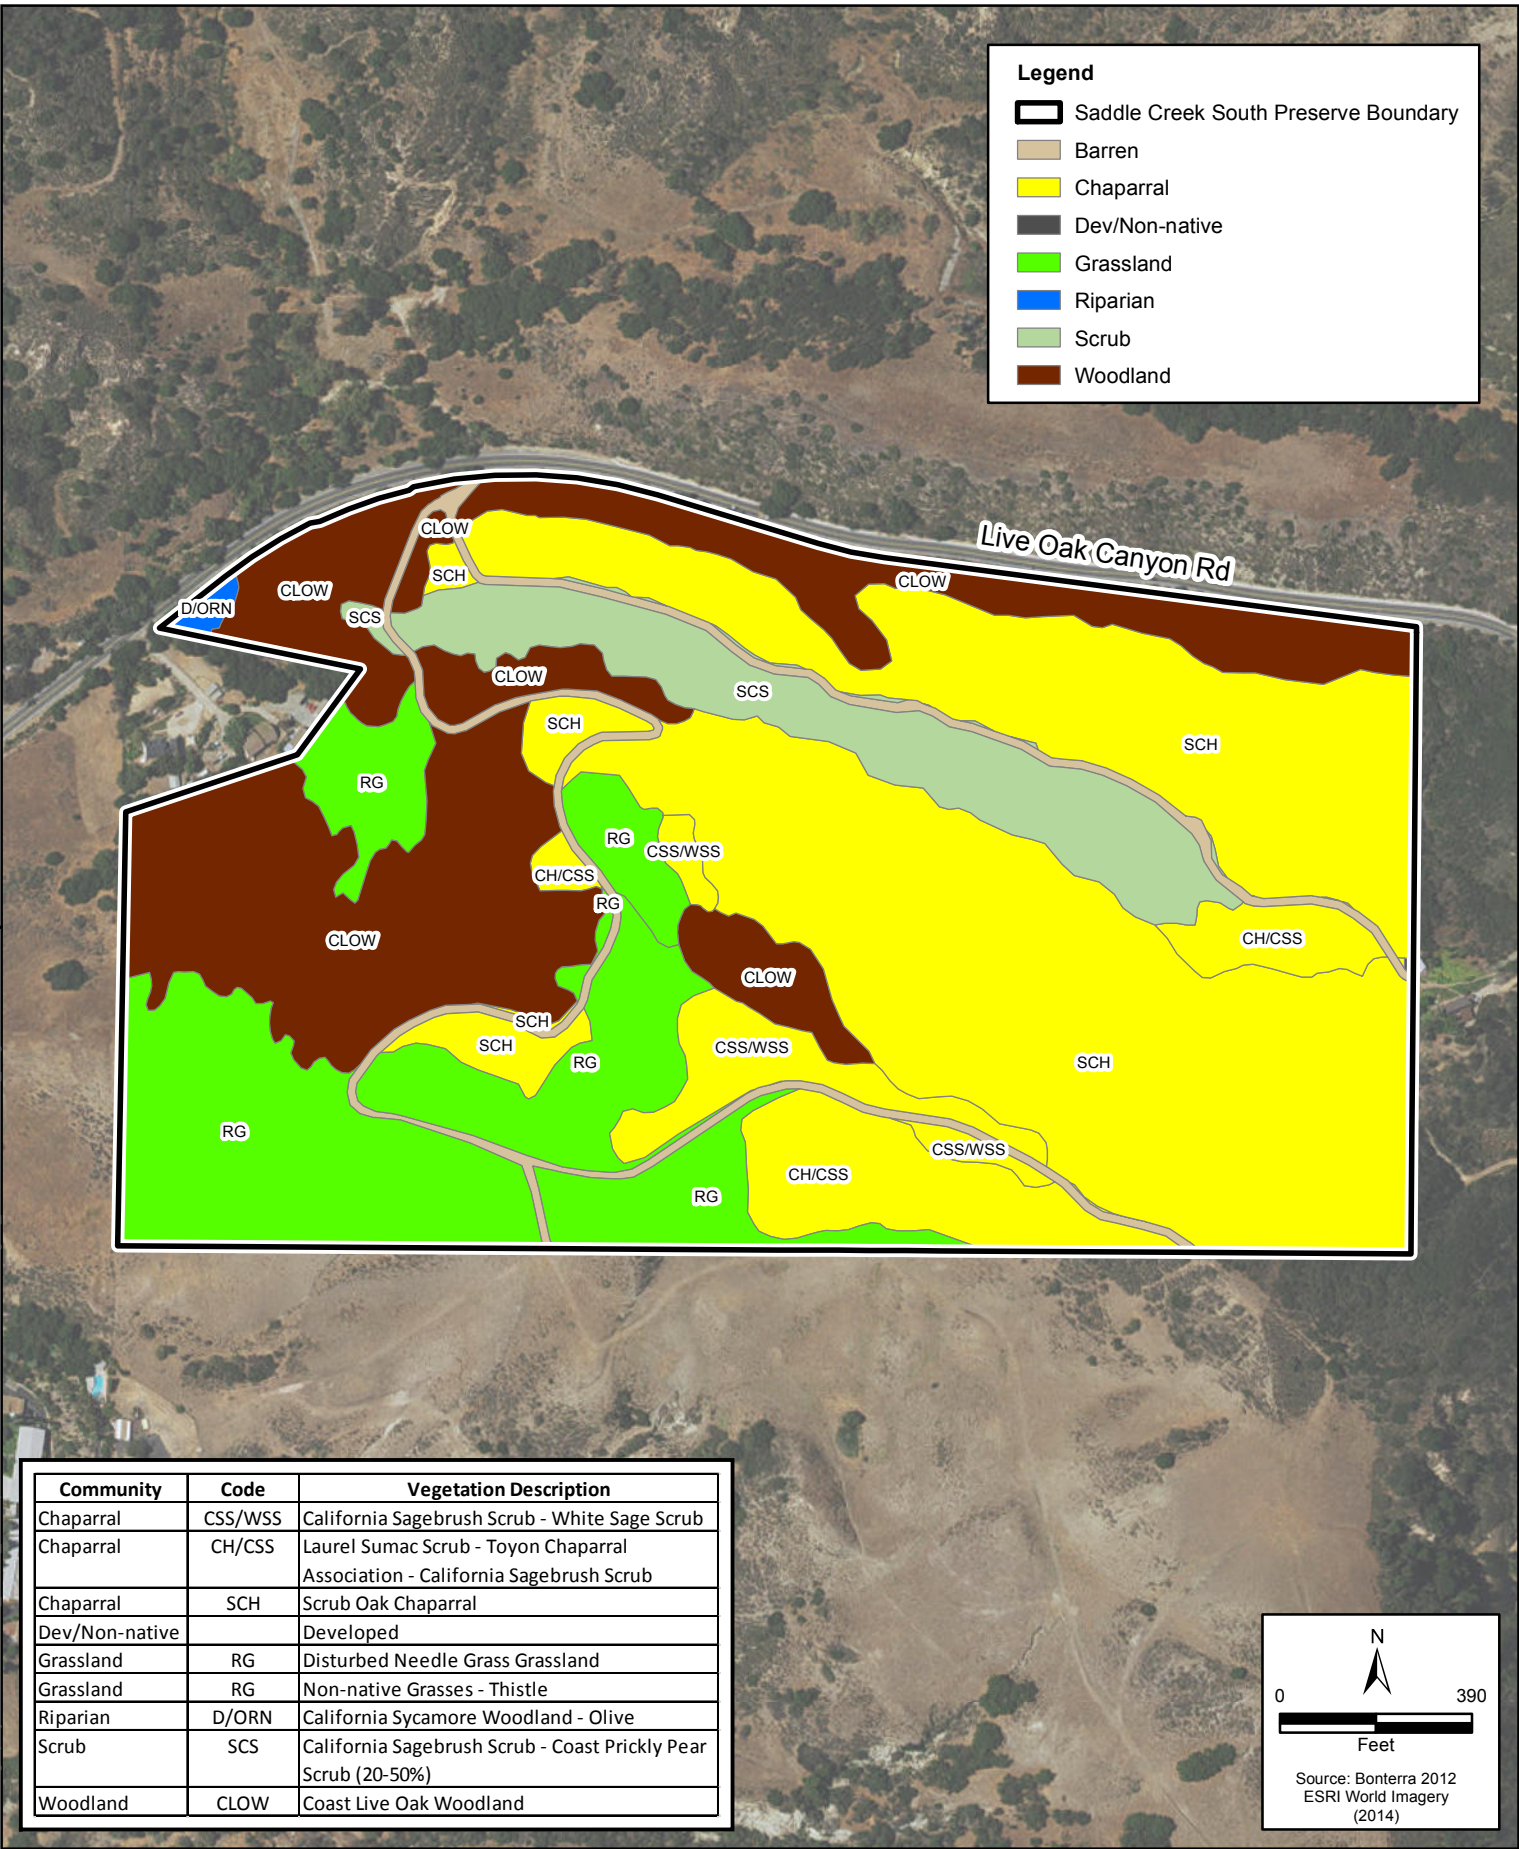 Legend
Saddle Creek South Preserve Boundary
Barren
Chaparral
Dev/Non-native
Grassland
Riparian
Scrub
Woodland
Live Oak Canyon Rd
CLOW
SCH
CLOW
CLOW
D/ORN
SCS
CLOW
SCS
SCH
SCH
RG
RG
CSS/WSS
CH/CSS
RG
CLOW
CH/CSS
CLOW
SCH
SCH
CSS/WSS
RG
SCH
RG
CSS/WSS
CH/CSS
RG
Community Code Vegetation Description
Chaparral CSS/WSS California Sagebrush Scrub - White Sage Scrub
Chaparral CH/CSS Laurel Sumac Scrub - Toyon Chaparral
Association - California Sagebrush Scrub
Chaparral SCH Scrub Oak Chaparral
Dev/Non-native Developed
Grassland RG Disturbed Needle Grass Grassland
Grassland RG Non-native Grasses - Thistle
Riparian D/ORN California Sycamore Woodland - Olive
Scrub SCS California Sagebrush Scrub - Coast Prickly Pear
Scrub (20-50%)
Woodland CLOW Coast Live Oak Woodland
N
0 390
Feet
Source: Bonterra 2012
ESRI World Imagery
(2014)